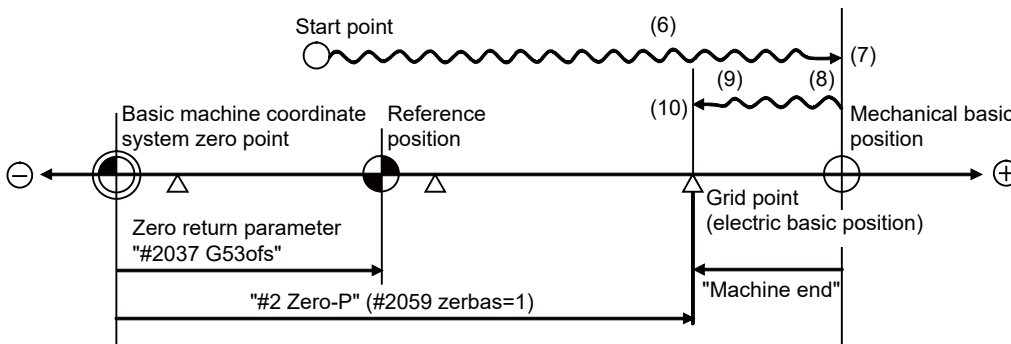 Start point
(6)
(7)
(9)
(8)
(10)
Basic machine coordinate
system zero point
Reference
position
Mechanical basic
position
−
+
Grid point
(electric basic position)
Zero return parameter
"#2037 G53ofs"
"Machine end"
"#2 Zero-P" (#2059 zerbas=1)